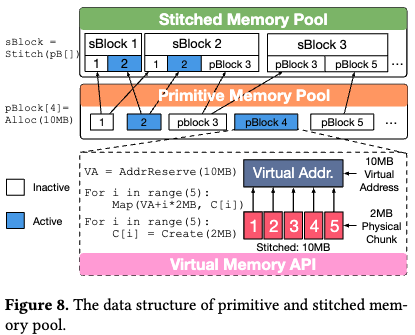 Stitched Memory Pool
sBlock =
Stitch(pB[])
sBlock 1
sBlock 2
sBlock 3
1 2 1 2 pBlock 3 pBlock 3 pBlock 5 ...
Primitive Memory Pool
pBlock[4]=
Alloc(10MB)
1 2 pblock 3 pBlock 4 pBlock 5 ...
Inactive
Active
VA = AddrReserve(10MB)
For i in range(5):
Map(VA+i*2MB, C[i])
For i in range(5):
C[i] = Create(2MB)
Virtual Addr.
10MB
Virtual
Address
1 2 3 4 5
2MB
Physical
Chunk
Stitched: 10MB
Virtual Memory API
Figure 8. The data structure of primitive and stitched mem-
ory pool.